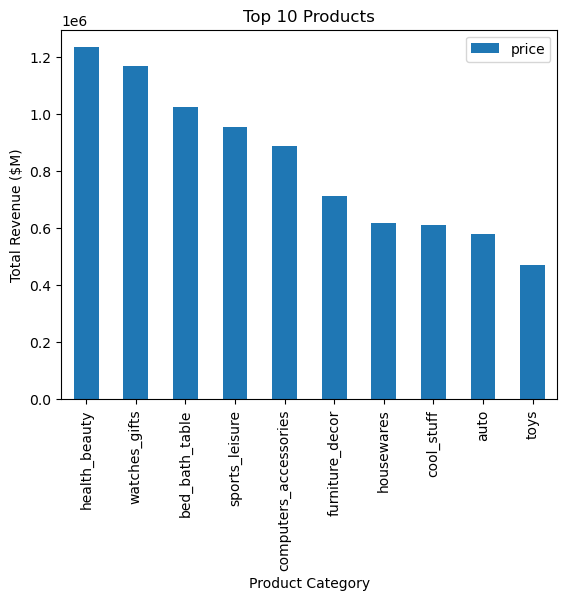 Top 10 Products
1e6
price
1.2
1.0
0.8
0.6
0.4
0.2
0.0
Total Revenue ($M)
health_beauty
watches_gifts
bed_bath_table
sports_leisure
computers_accessories
furniture_decor
housewares
cool_stuff
auto
toys
Product Category